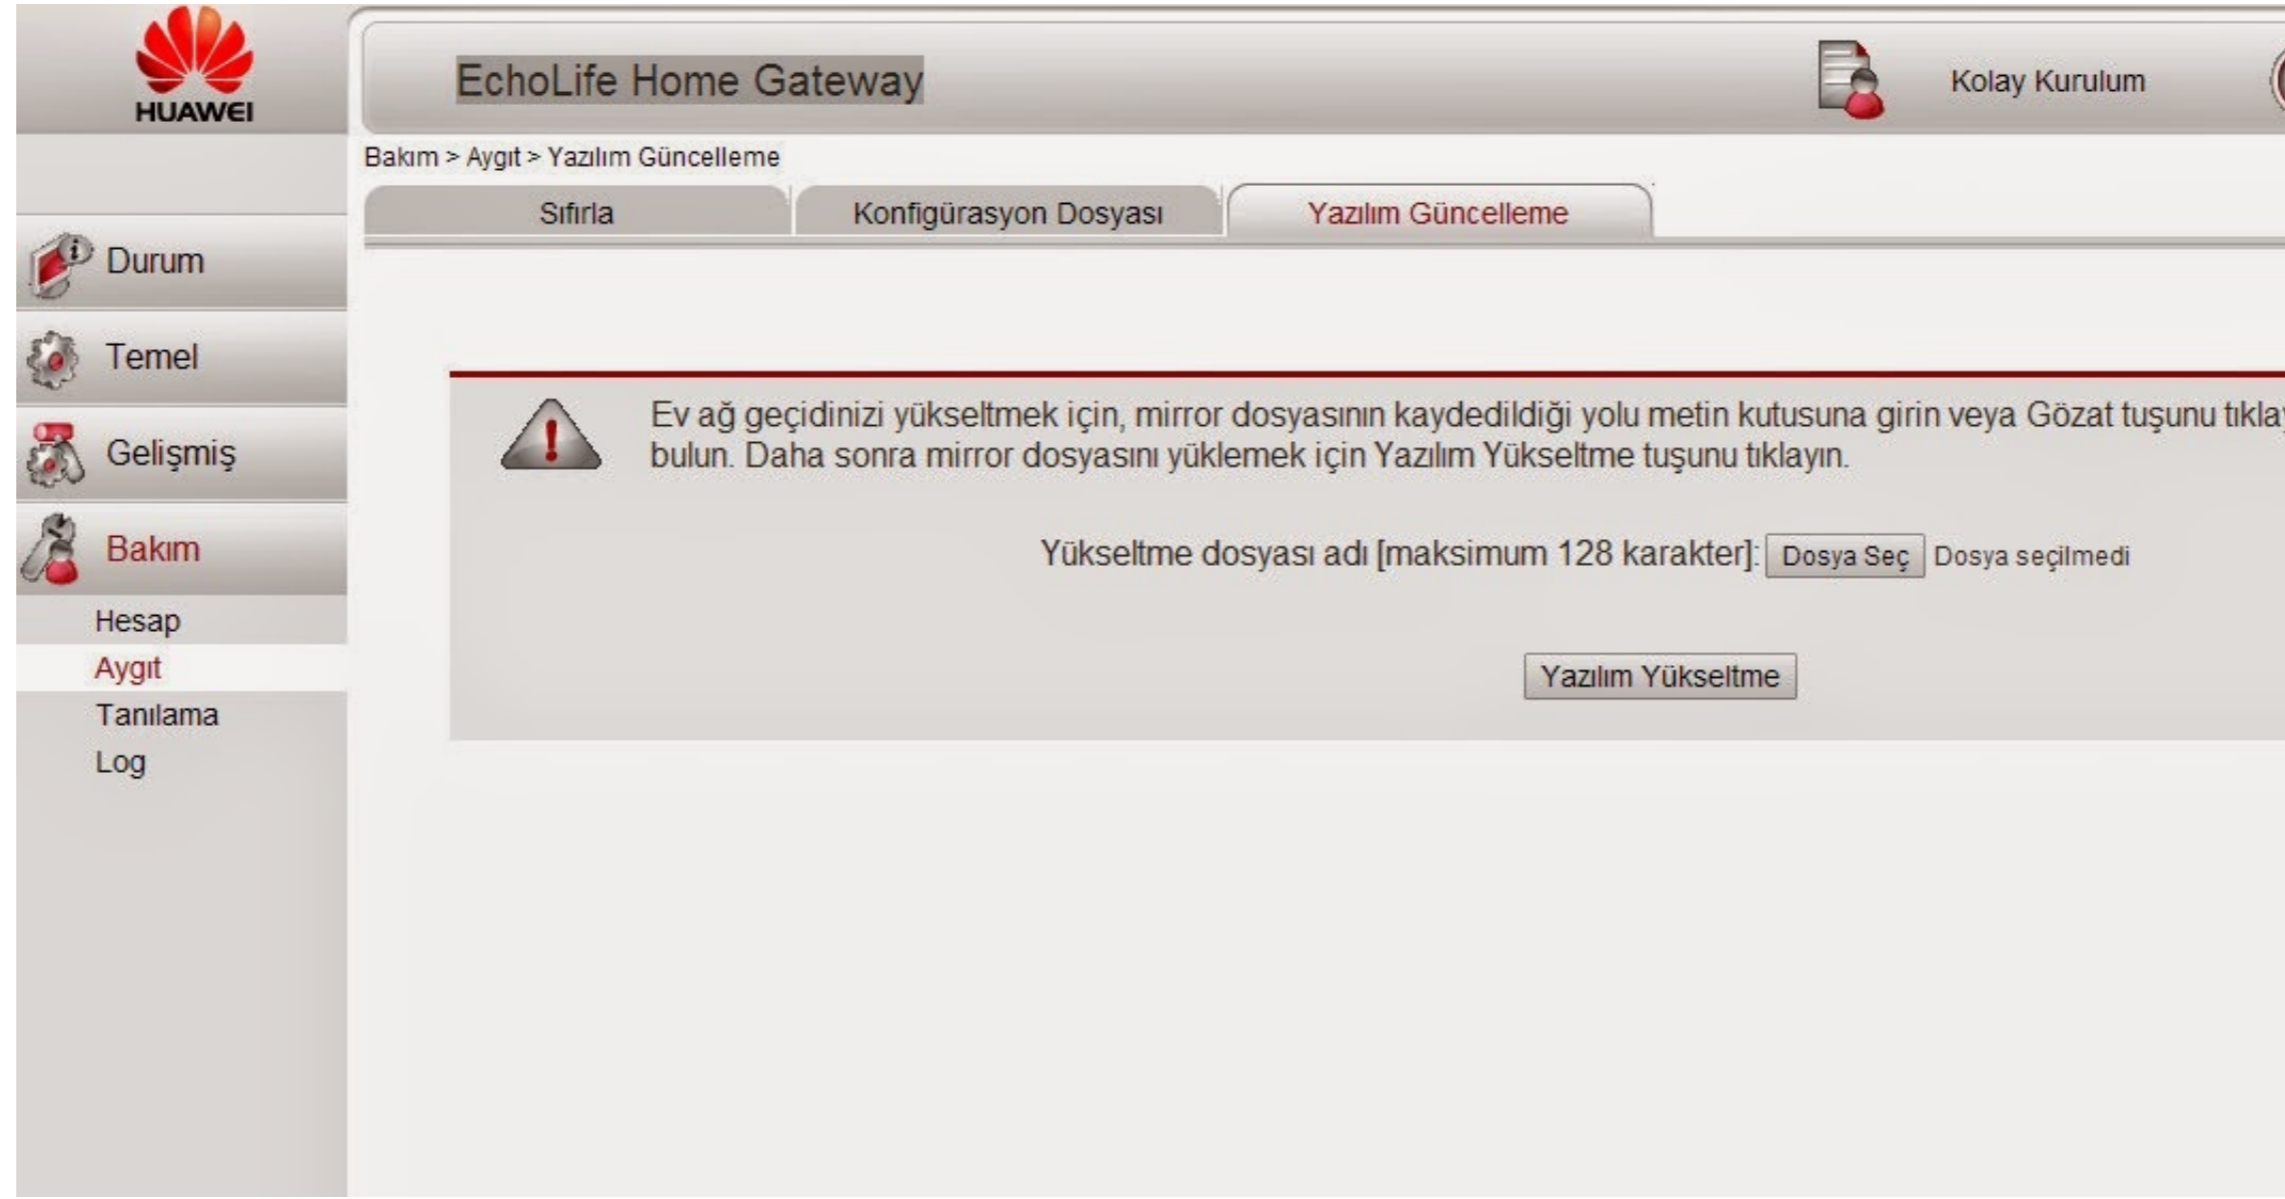 HUAWEI
EchoLife Home Gateway
Kolay Kurulum
Bakım > Aygıt > Yazılım Güncelleme
Sıfırla
Konfigürasyon Dosyası
Yazılım Güncelleme
Durum
Temel
Gelişmiş
Bakım
Hesap
Aygıt
Tanılama
Log
Ev ağ geçidinizi yükseltmek için, mirror dosyasının kaydedildiği yolu metin kutusuna girin veya Gözat tuşunu
bulun. Daha sonra mirror dosyasını yüklemek için Yazılım Yükseltme tuşunu tıklayın.
Yükseltme dosyası adı [maksimum 128 karakter]: Dosya Seç Dosya seçilmedi
Yazılım Yükseltme